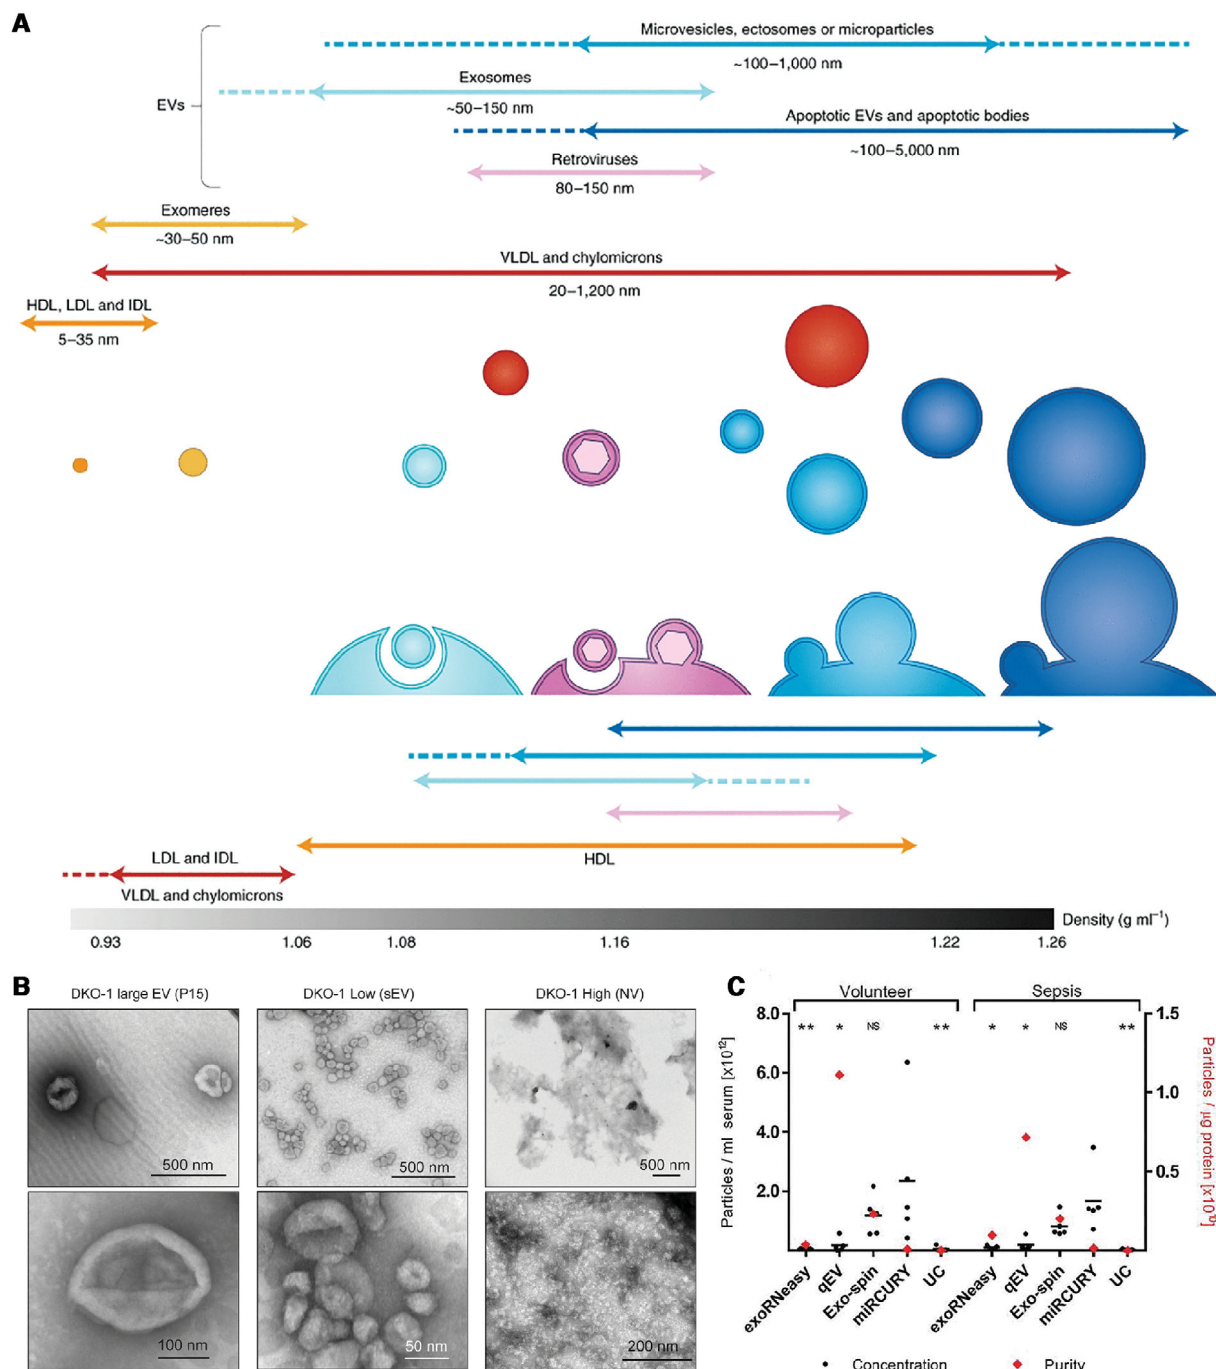 A
Microvesicles, ectosomes or microparticles
~100–1,000 nm
Exosomes
~50–150 nm
EVs
Apoptotic EVs and apoptotic bodies
~100–5,000 nm
Retroviruses
80–150 nm
Exomeres
~30–50 nm
VLDL and chylomicrons
20–1,200 nm
HDL, LDL and IDL
5–35 nm
HDL
LDL and IDL
VLDL and chylomicrons
Density (g ml⁻¹)
0.93 1.06 1.08 1.16 1.22 1.26
B
DKO-1 large EV (P15) DKO-1 Low (sEV) DKO-1 High (NV)
500 nm 500 nm 500 nm
100 nm 50 nm 200 nm
C
Volunteer Sepsis
8.0
6.0
4.0
2.0
1.5
1.0
0.5
** * NS ** * * NS **
Particles / ml serum [x10¹²]
Particles / µg protein [x10¹⁰]
exoRNeasy qEV Exo-spin miRCURY UC exoRNeasy qEV Exo-spin miRCURY UC
Concentration Purity